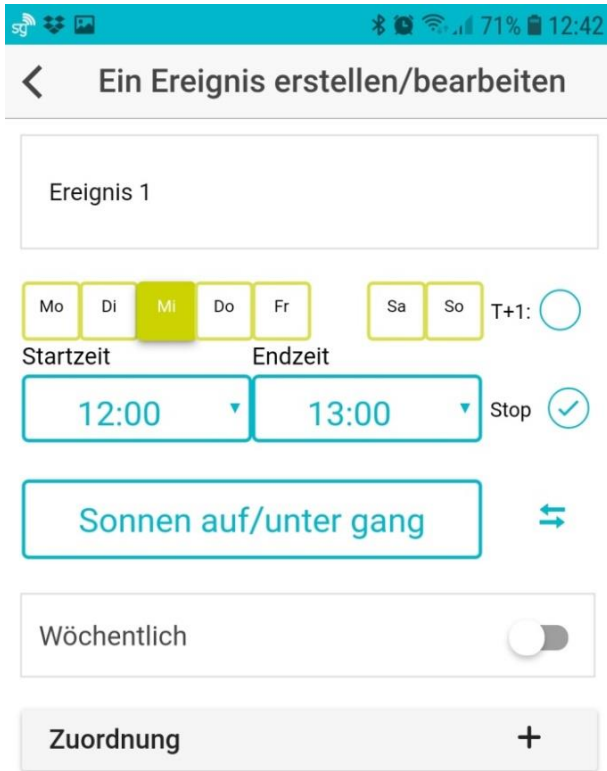 sg 71% 12:42
Ein Ereignis erstellen/bearbeiten
Ereignis 1
Mo Di Mi Do Fr Sa So T+1:
Startzeit Endzeit
12:00 13:00 Stop
Sonnen auf/unter gang
Wöchentlich
Zuordnung +